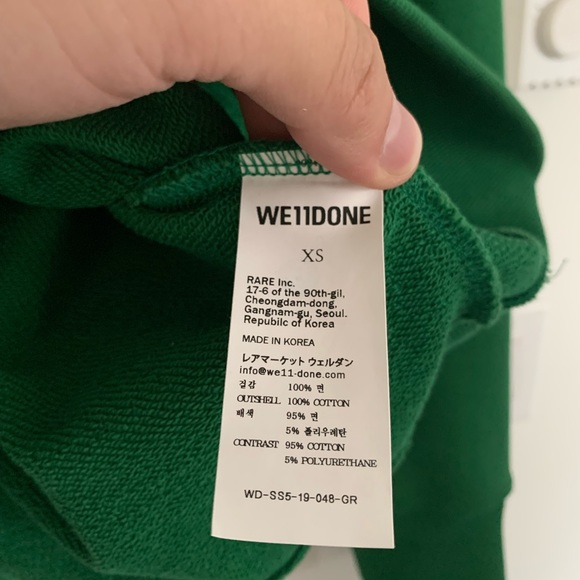 WE11DONE
XS
RARE Inc.
17-6 of the 90th-gil,
Cheongdam-dong,
Gangnam-gu, Seoul.
Republic of Korea
MADE IN KOREA
レアマーケット ウェルダン
info@we11-done.com
겉감 100% 면
OUTSHELL 100% COTTON
배색 95% 면
5% 폴리우레탄
CONTRAST 95% COTTON
5% POLYURETHANE
WD-SS5-19-048-GR